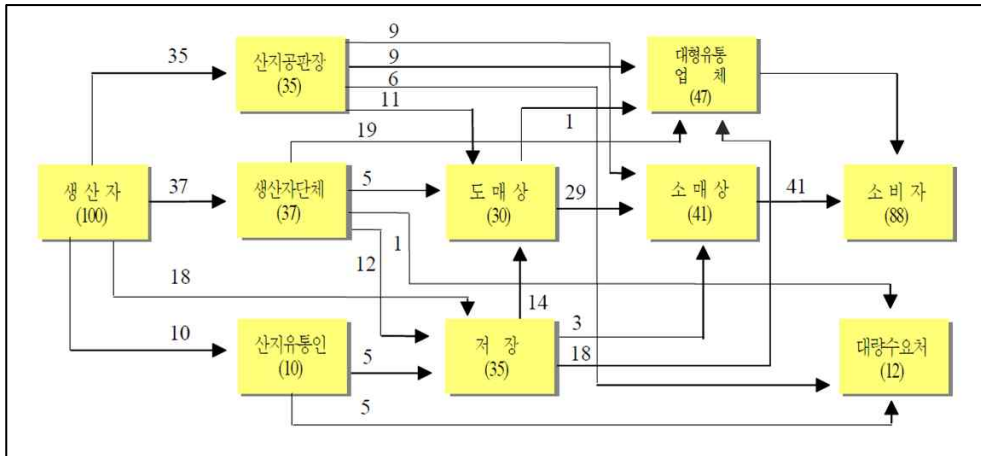 35
산지공판장
(35)
9
9
6
11
대형유통
업 체
(47)
1
19
생 산 자
(100)
37
생산자단체
(37)
5
도 매 상
(30)
29
소 매 상
(41)
41
소 비 자
(88)
12
1
18
14
10
산지유통인
(10)
5
저 장
(35)
3
18
대량수요처
(12)
5